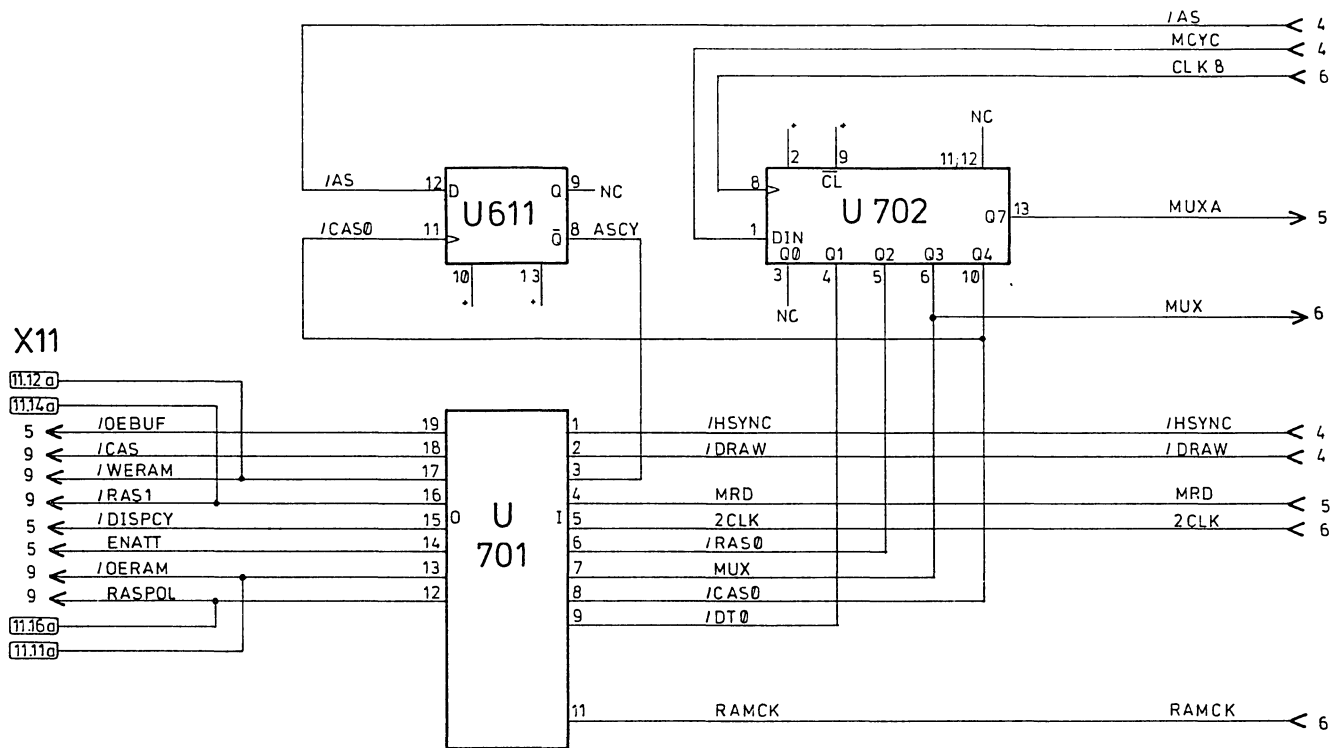 /AS 4
MCYC 4
CLK 8 6
NC
2 9 11;12
/AS 12 D Q 9 NC
U611
/CAS0 11 Q̅ 8 ASCY
10 13
8 C̅L̅
U 702
Q7 13 MUXA 5
1 DIN
Q0 Q1 Q2 Q3 Q4
3 4 5 6 10
NC
MUX 6
X11
11.12 a
11.14a
5 /OEBUF 19 1 /HSYNC /HSYNC 4
9 /CAS 18 2 /DRAW /DRAW 4
9 /WERAM 17 3
9 /RAS1 16 4 MRD MRD 5
5 /DISPCY 15 O U 701 I 5 2CLK 2CLK 6
5 ENATT 14 6 /RAS0
9 /OERAM 13 7 MUX
9 RASPOL 12 8 /CAS0
11.16a 9 /DT0
11.11a
11 RAMCK RAMCK 6